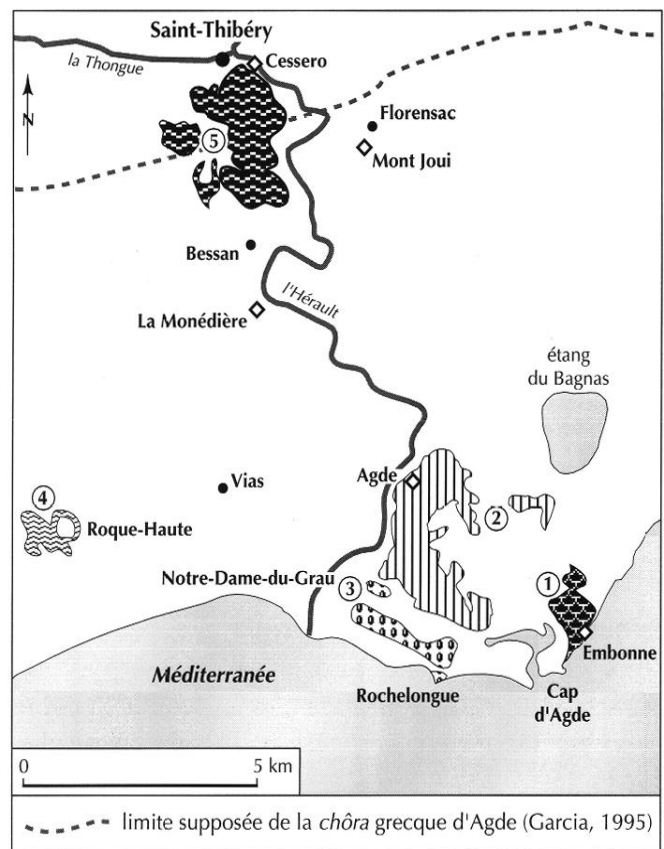 Saint-Thibéry
la Thongue
Cessero
N
Florensac
5
Mont Joui
Bessan
l'Hérault
La Monédière
étang
du Bagnas
Agde
Vias
4
2
Roque-Haute
Notre-Dame-du-Grau
3
1
Embonne
Méditerranée
Rochelongue
Cap
d'Agde
0
5 km
limite supposée de la chôra grecque d'Agde (Garcia, 1995)